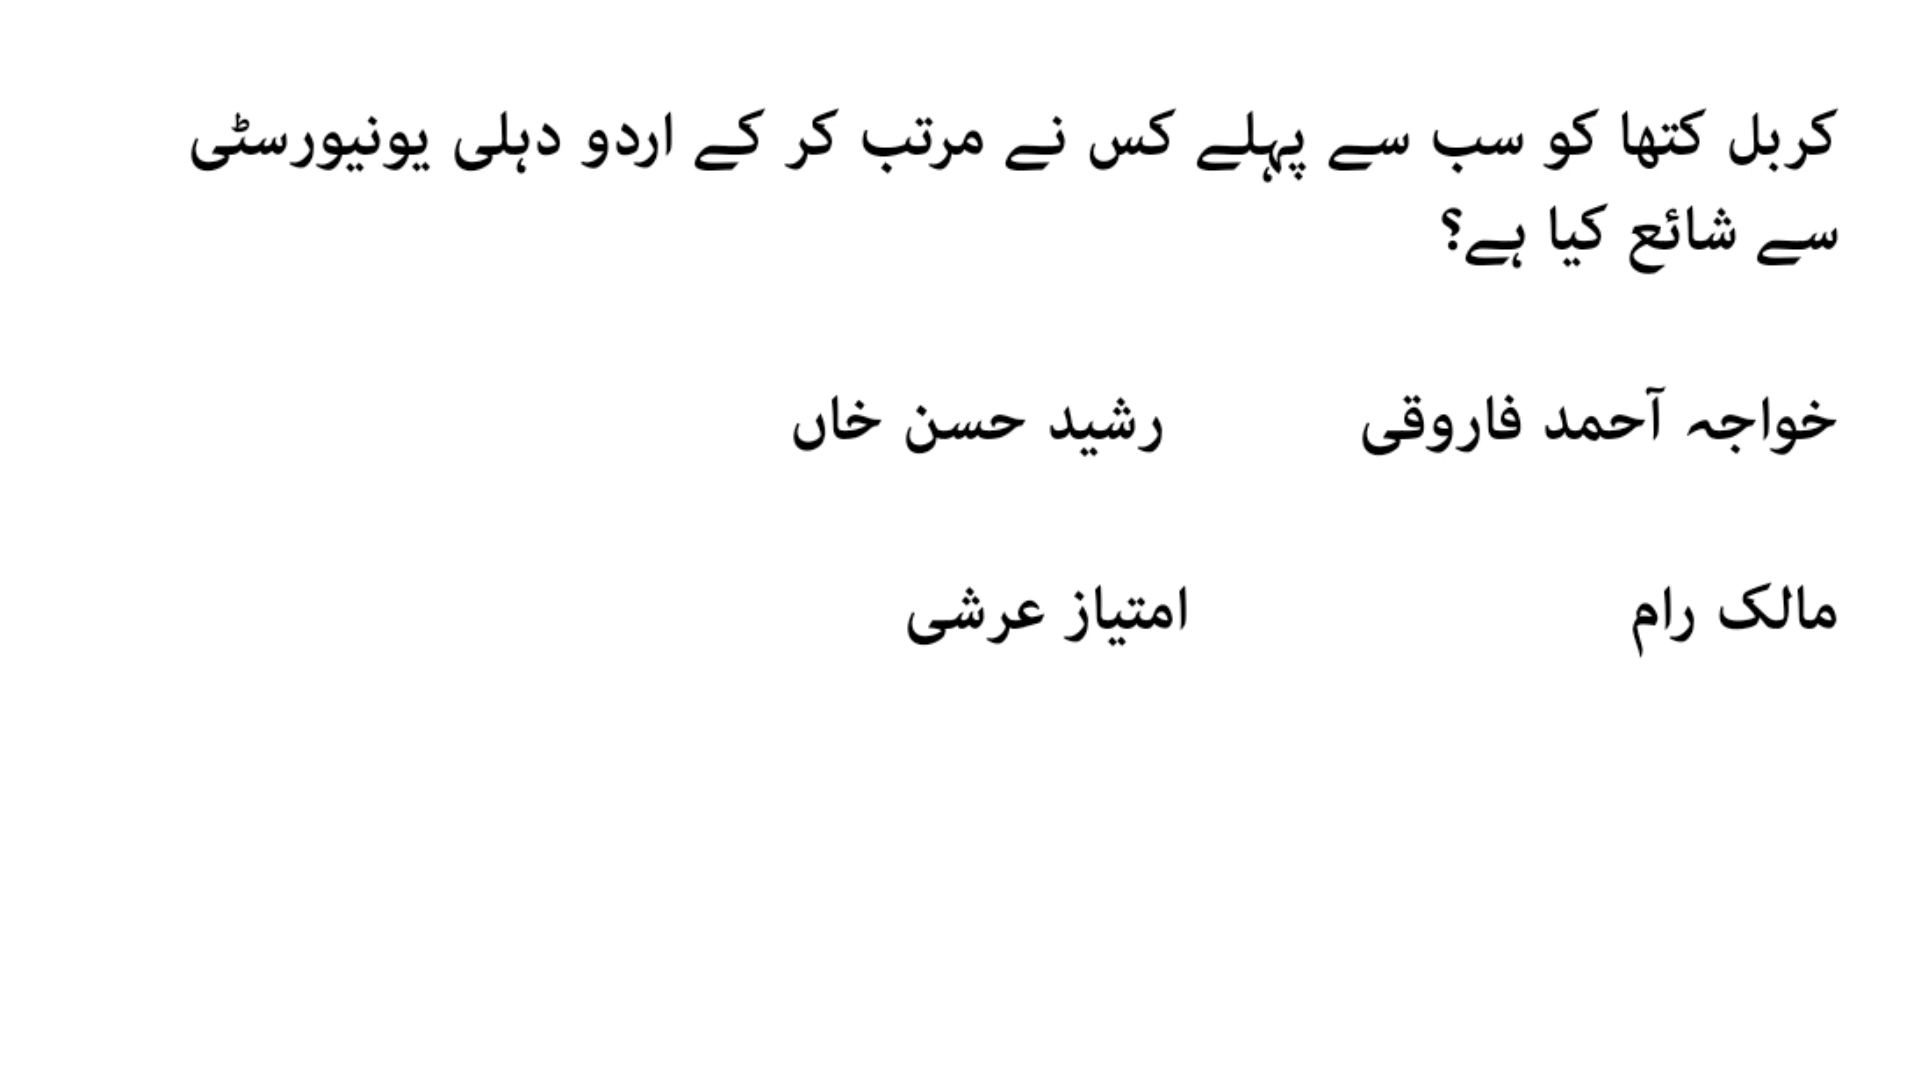 کربل کتھا کو سب سے پہلے کس نے مرتب کر کے اردو دہلی یونیورسٹی
سے شائع کیا ہے؟
خواجہ آحمد فاروقی رشید حسن خاں
مالک رام امتیاز عرشی